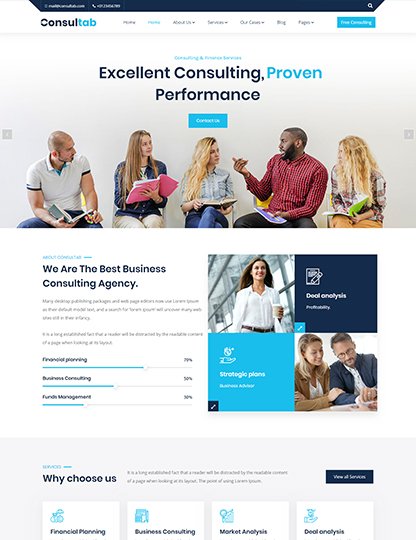 mail@consultab.com +0123456789
Consultab
Home Home About Us Services Our Cases Blog Pages Free Consulting
Consulting & Finance Services
Excellent Consulting, Proven
Performance
Contact Us
ABOUT CONSULTAB
We Are The Best Business
Consulting Agency.
Many desktop publishing packages and web page editors now use Lorem Ipsum
as their default model text, and a search for 'lorem ipsum' will uncover many web
sites still in their infancy.
It is a long established fact that a reader will be distracted by the readable content
of a page when looking at its layout.
Financial planning 70%
Business Consulting 50%
Funds Management 30%
Deal analysis
Profitability.
Strategic plans
Business Advisor
SERVICES
Why choose us
It is a long established fact that a reader will be distracted by the readable content
of a page when looking at its layout. The point of using Lorem Ipsum.
View all Services
Financial Planning Business Consulting Market Analysis Deal analysis